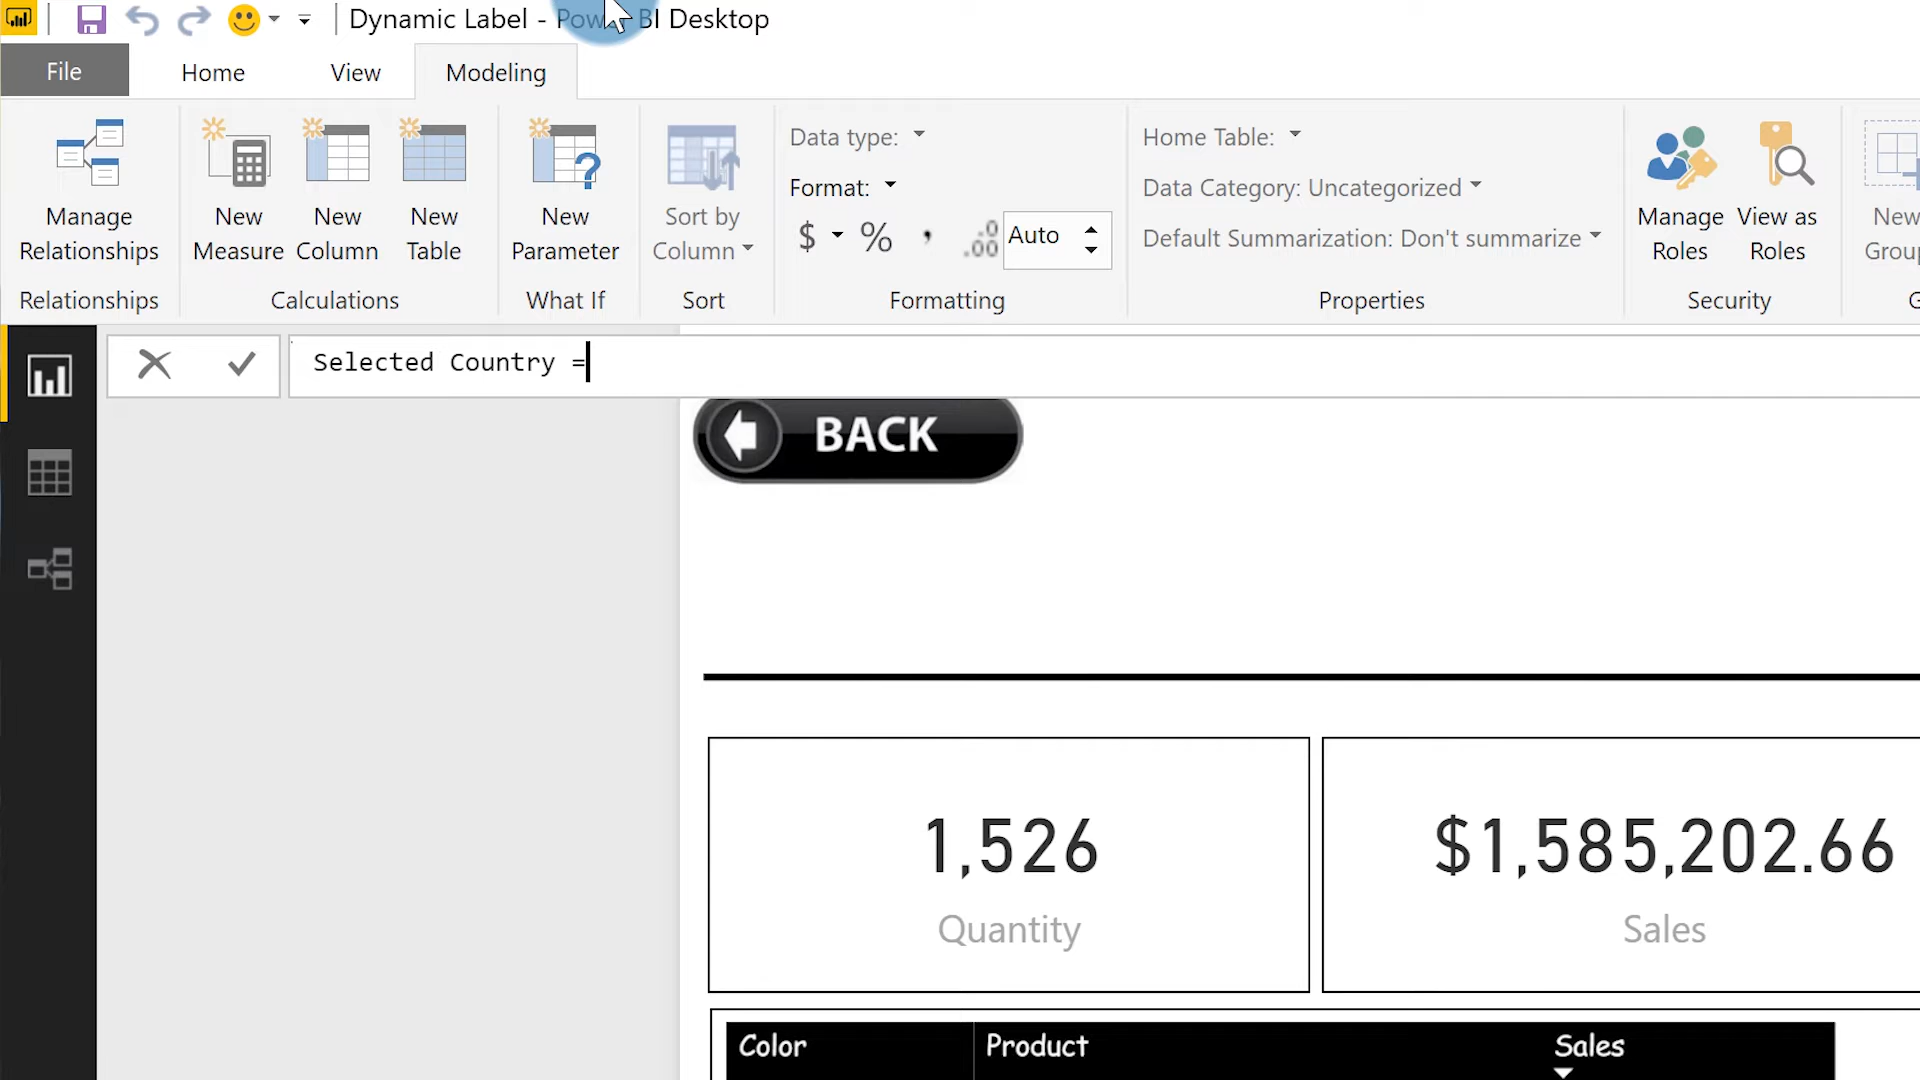 Dynamic Label - Power BI Desktop
File
Home
View
Modeling
Manage
Relationships
New
Measure
New
Column
New
Table
New
Parameter
Sort by
Column
Data type:
Format:
$ % , .00 Auto
Home Table:
Data Category: Uncategorized
Default Summarization: Don't summarize
Manage
Roles
View as
Roles
New
Relationships
Calculations
What If
Sort
Formatting
Properties
Security
Selected Country =
BACK
1,526
Quantity
$1,585,202.66
Sales
Color
Product
Sales